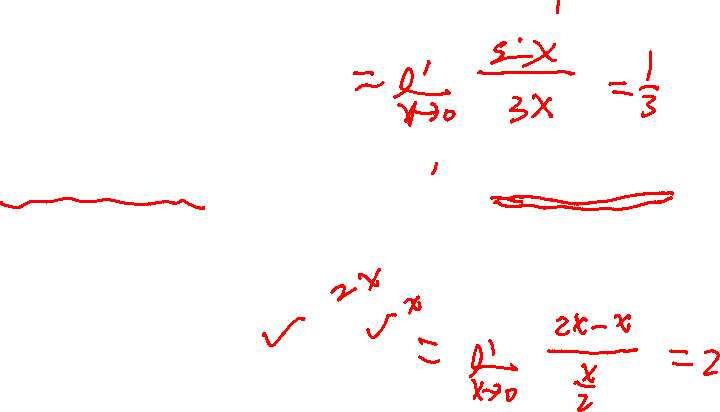 = lim x→0 sin x / 3x = 1/3
2x x
= lim x→0 (2x - x) / (x/2) = 2